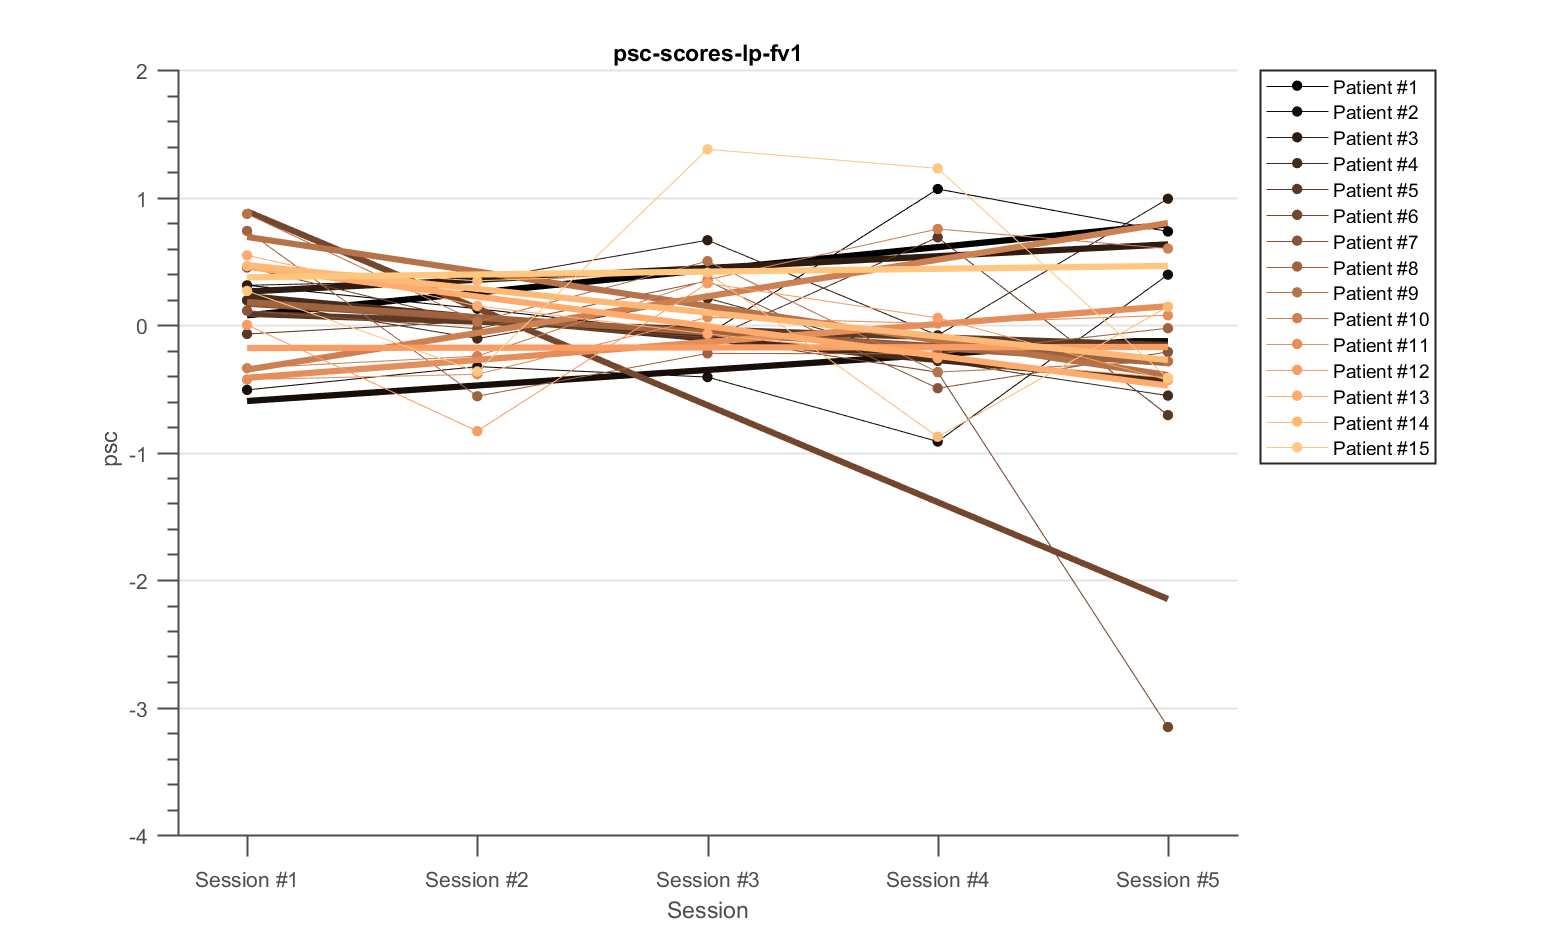 psc-scores-lp-fv1
2
1
0
-1
-2
-3
-4
psc
Session #1
Session #2
Session #3
Session #4
Session #5
Session
Patient #1
Patient #2
Patient #3
Patient #4
Patient #5
Patient #6
Patient #7
Patient #8
Patient #9
Patient #10
Patient #11
Patient #12
Patient #13
Patient #14
Patient #15